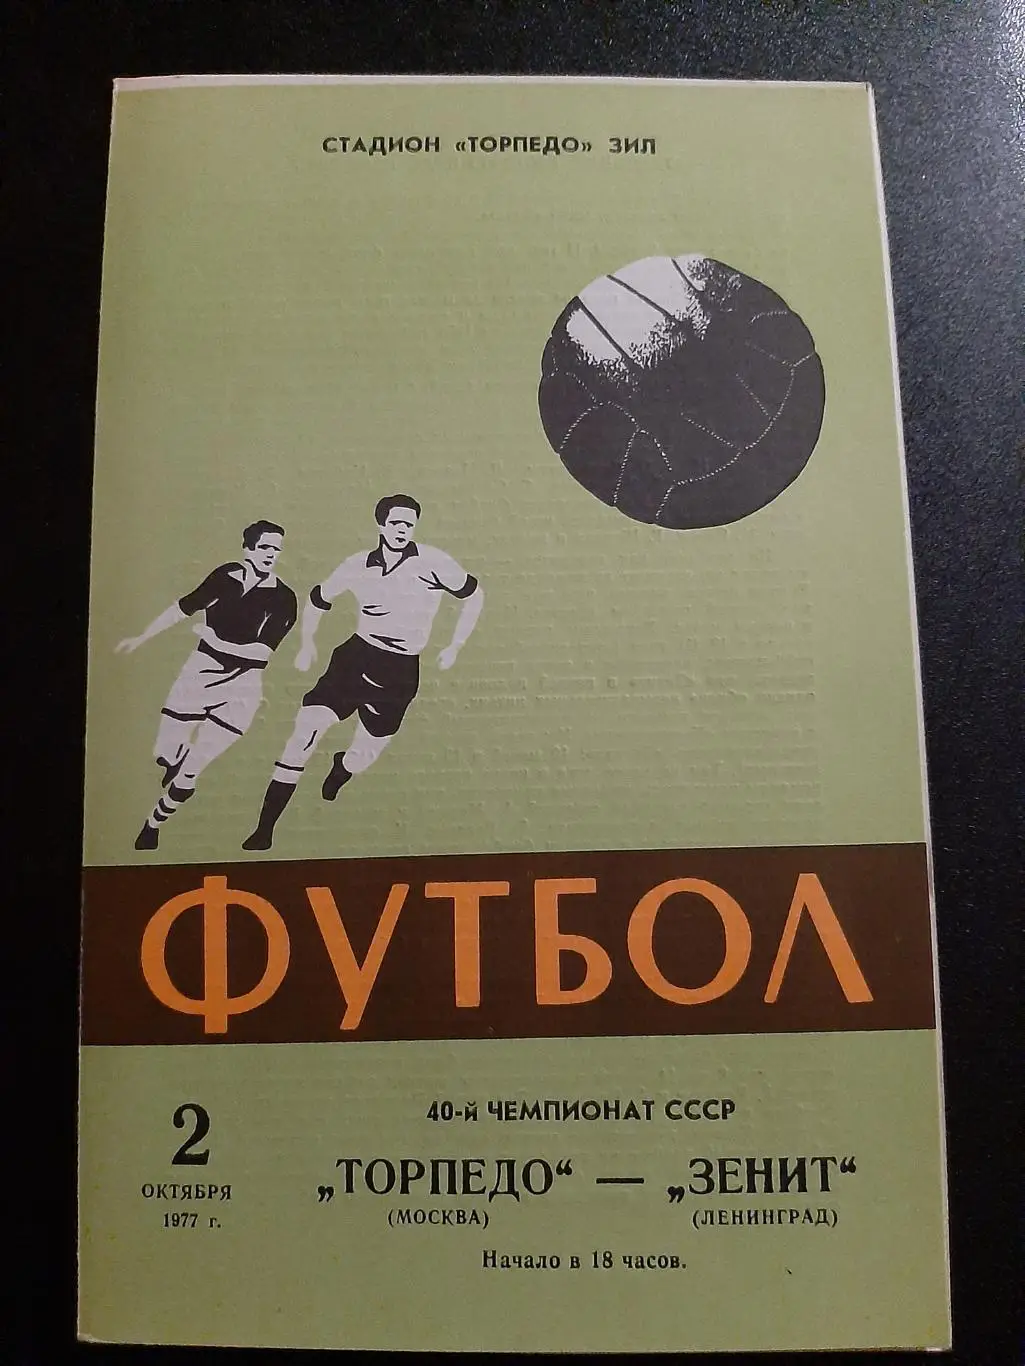 СТАДИОН «ТОРПЕДО» ЗИЛ
ФУТБОЛ
2
ОКТЯБРЯ
1977 г.
40-й ЧЕМПИОНАТ СССР
„ТОРПЕДО“ — „ЗЕНИТ“
(МОСКВА) (ЛЕНИНГРАД)
Начало в 18 часов.